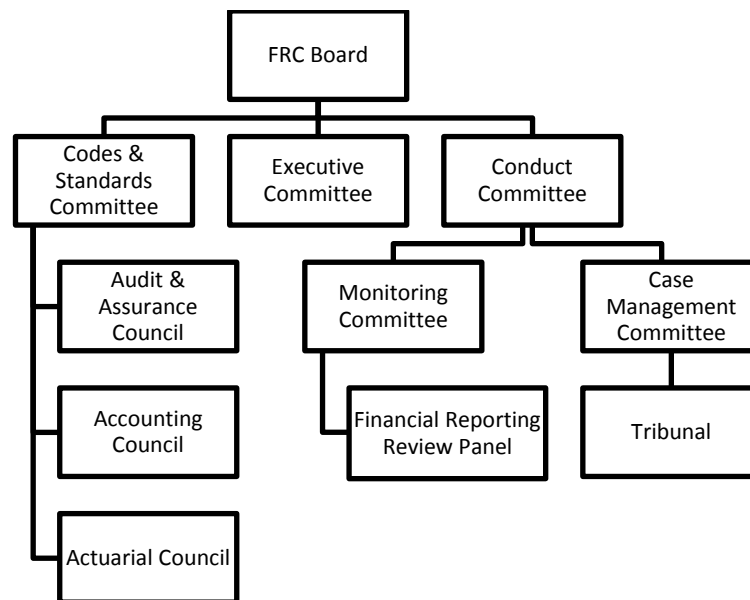 FRC Board
Codes &
Standards
Committee
Executive
Committee
Conduct
Committee
Audit &
Assurance
Council
Monitoring
Committee
Case
Management
Committee
Accounting
Council
Financial Reporting
Review Panel
Tribunal
Actuarial Council